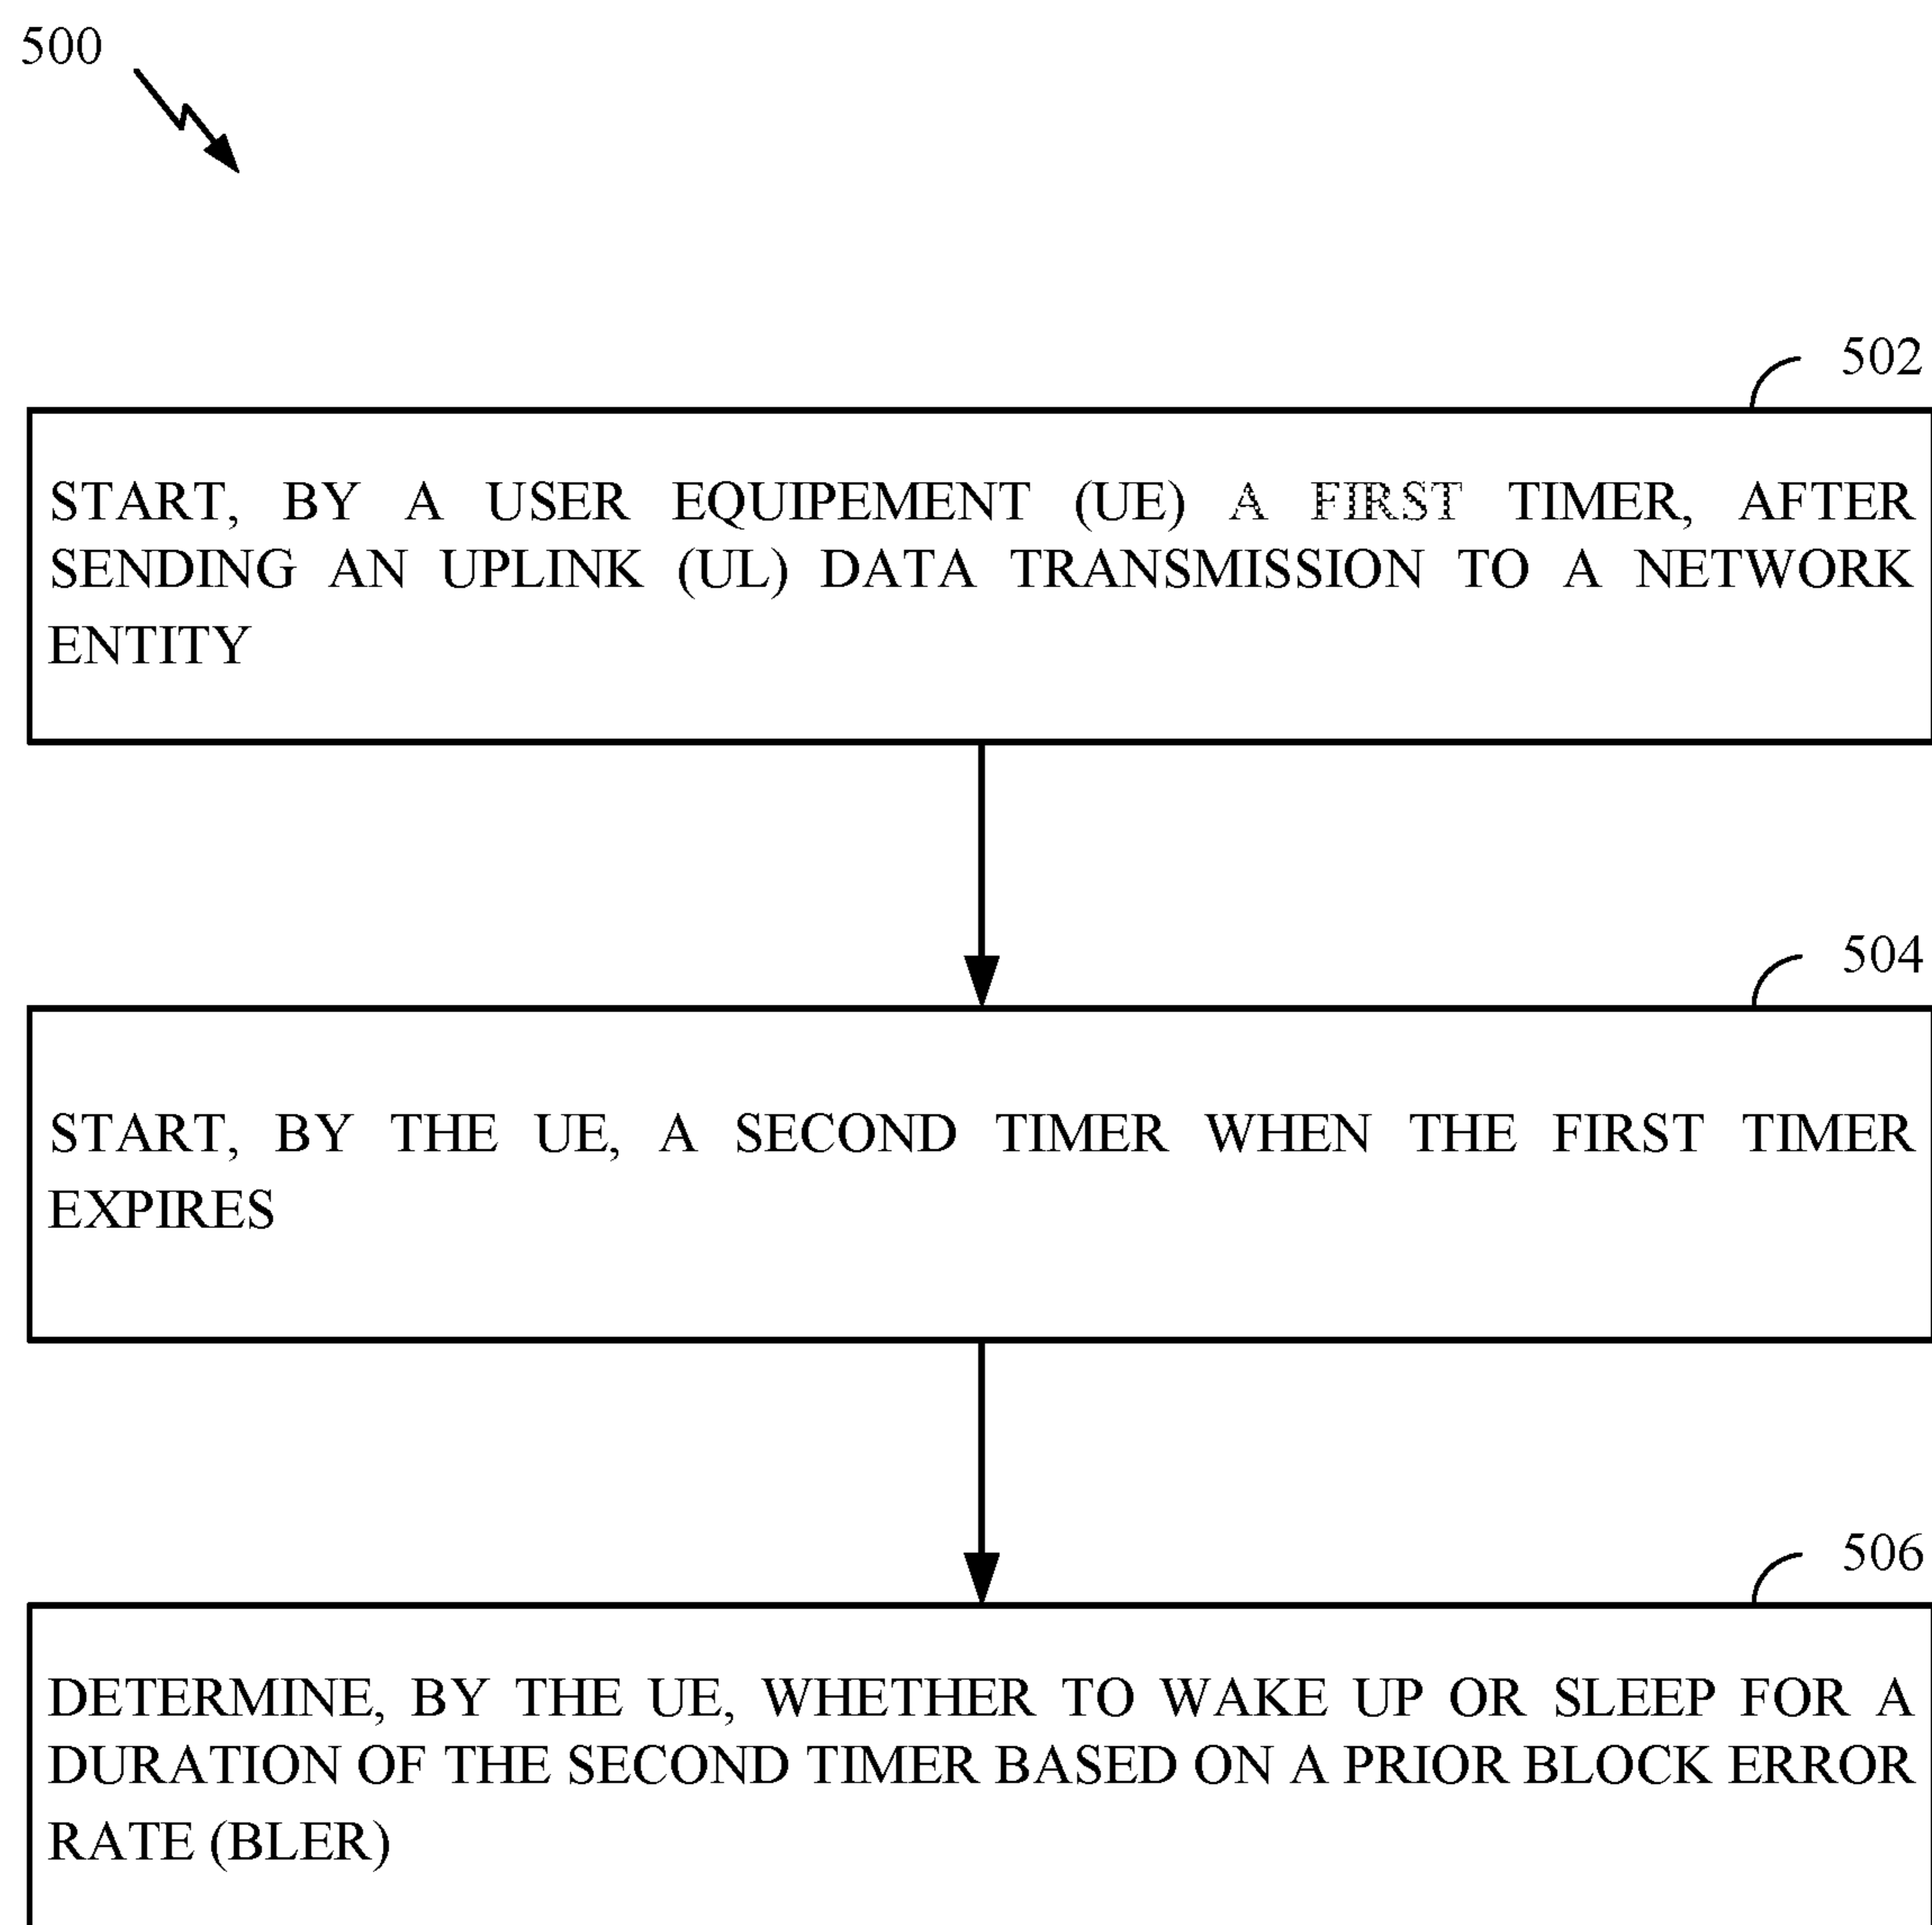 500
502
START, BY A USER EQUIPEMENT (UE) A FIRST TIMER, AFTER
SENDING AN UPLINK (UL) DATA TRANSMISSION TO A NETWORK
ENTITY
504
START, BY THE UE, A SECOND TIMER WHEN THE FIRST TIMER
EXPIRES
506
DETERMINE, BY THE UE, WHETHER TO WAKE UP OR SLEEP FOR A
DURATION OF THE SECOND TIMER BASED ON A PRIOR BLOCK ERROR
RATE (BLER)